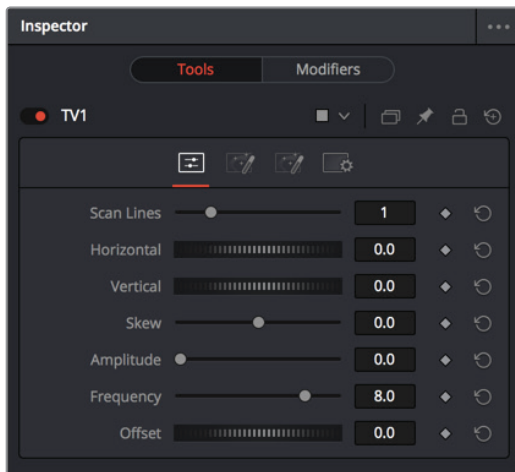 Inspector
Tools Modifiers
TV1
Scan Lines 1
Horizontal 0.0
Vertical 0.0
Skew 0.0
Amplitude 0.0
Frequency 8.0
Offset 0.0